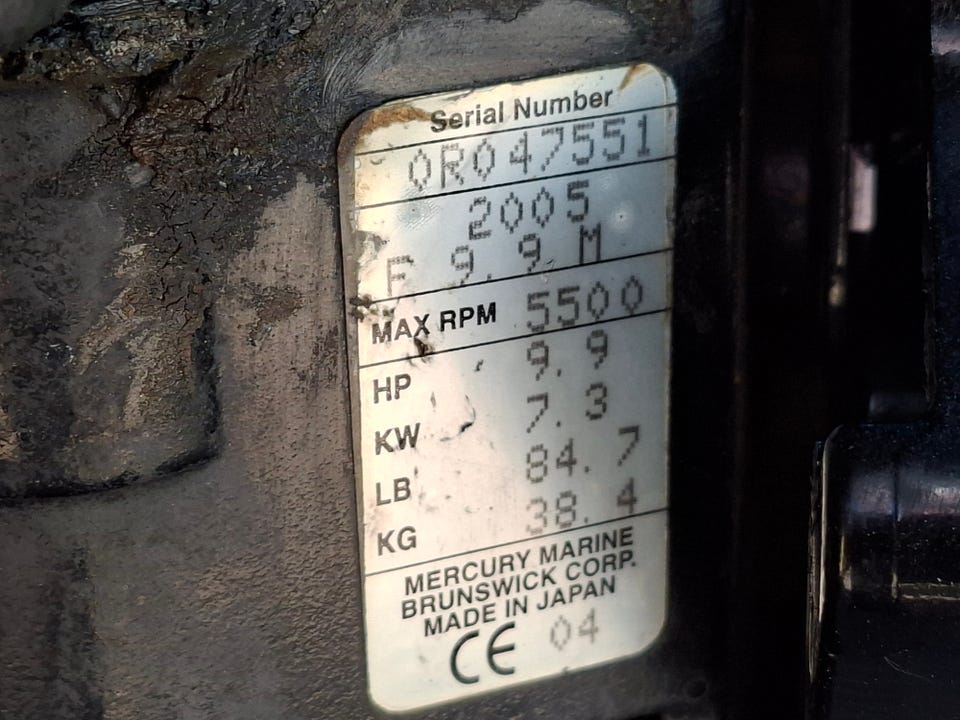 Serial Number
0R047551
2005
F 9.9 M
MAX RPM 5500
HP 9.9
KW 7.3
LB 84.7
KG 38.4
MERCURY MARINE
BRUNSWICK CORP.
MADE IN JAPAN
CE 04